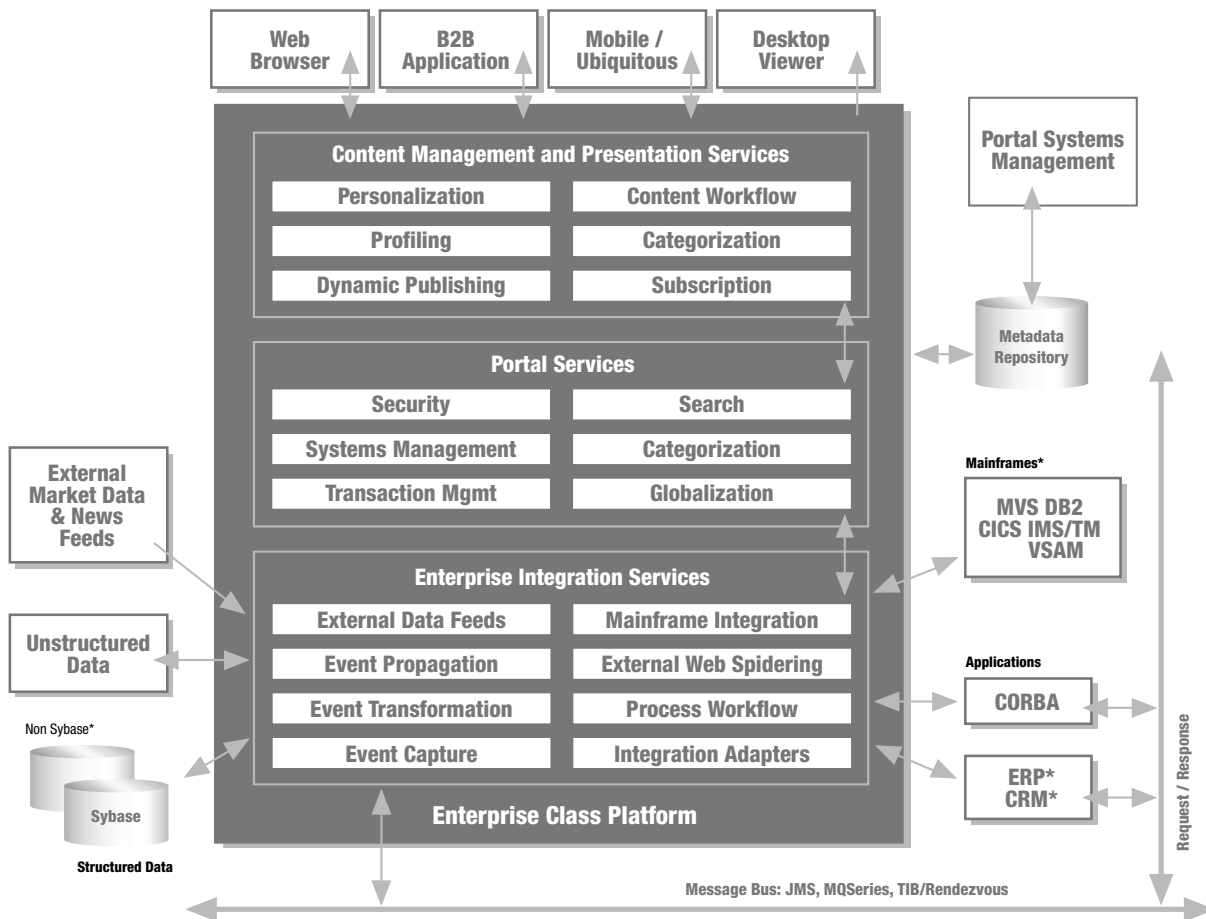 Web
Browser
B2B
Application
Mobile /
Ubiquitous
Desktop
Viewer
Portal Systems
Management
Content Management and Presentation Services
Personalization
Content Workflow
Profiling
Categorization
Dynamic Publishing
Subscription
Metadata
Repository
Portal Services
Security
Search
Systems Management
Categorization
Transaction Mgmt
Globalization
External
Market Data
& News
Feeds
Mainframes*
MVS DB2
CICS IMS/TM
VSAM
Enterprise Integration Services
External Data Feeds
Mainframe Integration
Event Propagation
External Web Spidering
Event Transformation
Process Workflow
Event Capture
Integration Adapters
Unstructured
Data
Applications
CORBA
Non Sybase*
Sybase
Structured Data
ERP*
CRM*
Enterprise Class Platform
Request / Response
Message Bus: JMS, MQSeries, TIB/Rendezvous